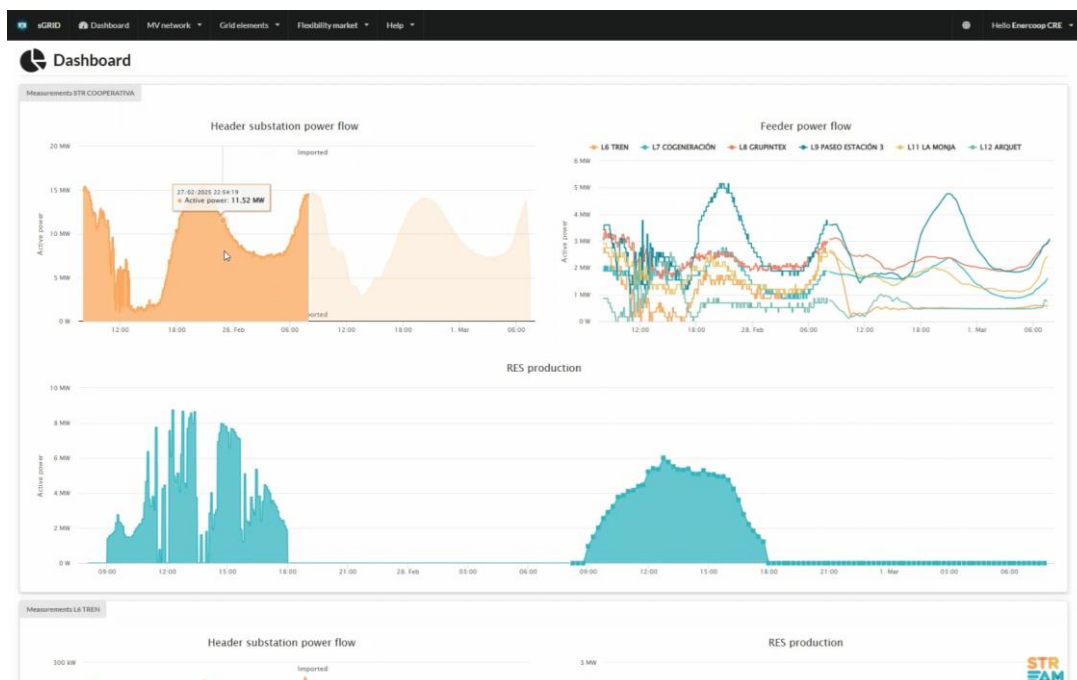 sGRID Dashboard MV network Grid elements Flexibility market Help Hello Enercoop CRE
Dashboard
Measurements STR COOPERATIVA
Header substation power flow
20 MW
15 MW
10 MW
5 MW
0 W
Active power
Imported
27-02-2025 22:54:19
Active power: 11.52 MW
orted
12:00 18:00 28. Feb 06:00 12:00 18:00 1. Mar 06:00
Feeder power flow
L6 TREN L7 COGENERACIÓN L8 GRUPINTEX L9 PASEO ESTACIÓN 3 L11 LA MONJA L12 ARQUET
6 MW
5 MW
4 MW
3 MW
2 MW
1 MW
0 W
Active power
12:00 18:00 28. Feb 06:00 12:00 18:00 1. Mar 06:00
RES production
10 MW
8 MW
6 MW
4 MW
2 MW
0 W
Active power
09:00 12:00 15:00 18:00 21:00 28. Feb 03:00 06:00 09:00 12:00 15:00 18:00 21:00 1. Mar 03:00 06:00
Measurements L6 TREN
Header substation power flow
300 kW
Imported
RES production
3 MW
STR
EAM